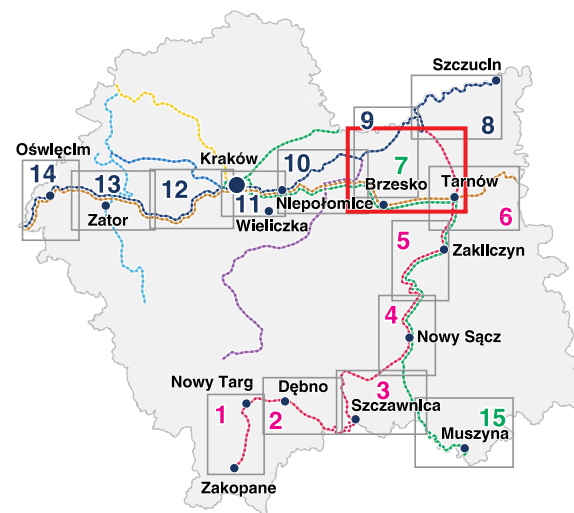 SzczucIn
9
8
OśwIęcIm
14
13
12
Kraków
10
7
6
11
NIepołomIce
Brzesko
Tarnów
Zator
WIelIczka
5
ZaklIczyn
4
Nowy Sącz
Nowy Targ
Dębno
3
1
2
SzczawnIca
15
Muszyna
Zakopane